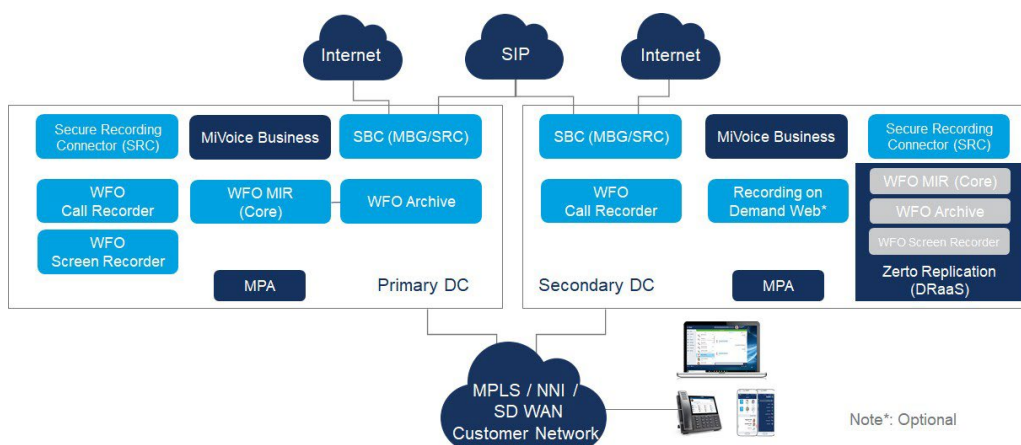 Internet
SIP
Internet
Secure Recording
Connector (SRC)
MiVoice Business
SBC (MBG/SRC)
SBC (MBG/SRC)
MiVoice Business
Secure Recording
Connector (SRC)
WFO
Call Recorder
WFO MIR
(Core)
WFO Archive
WFO
Call Recorder
Recording on
Demand Web*
WFO MIR (Core)
WFO Archive
WFO Screen Recorder
WFO
Screen Recorder
MPA
Primary DC
Secondary DC
MPA
Zerto Replication
(DRaaS)
MPLS / NNI /
SD WAN
Customer Network
Note*: Optional